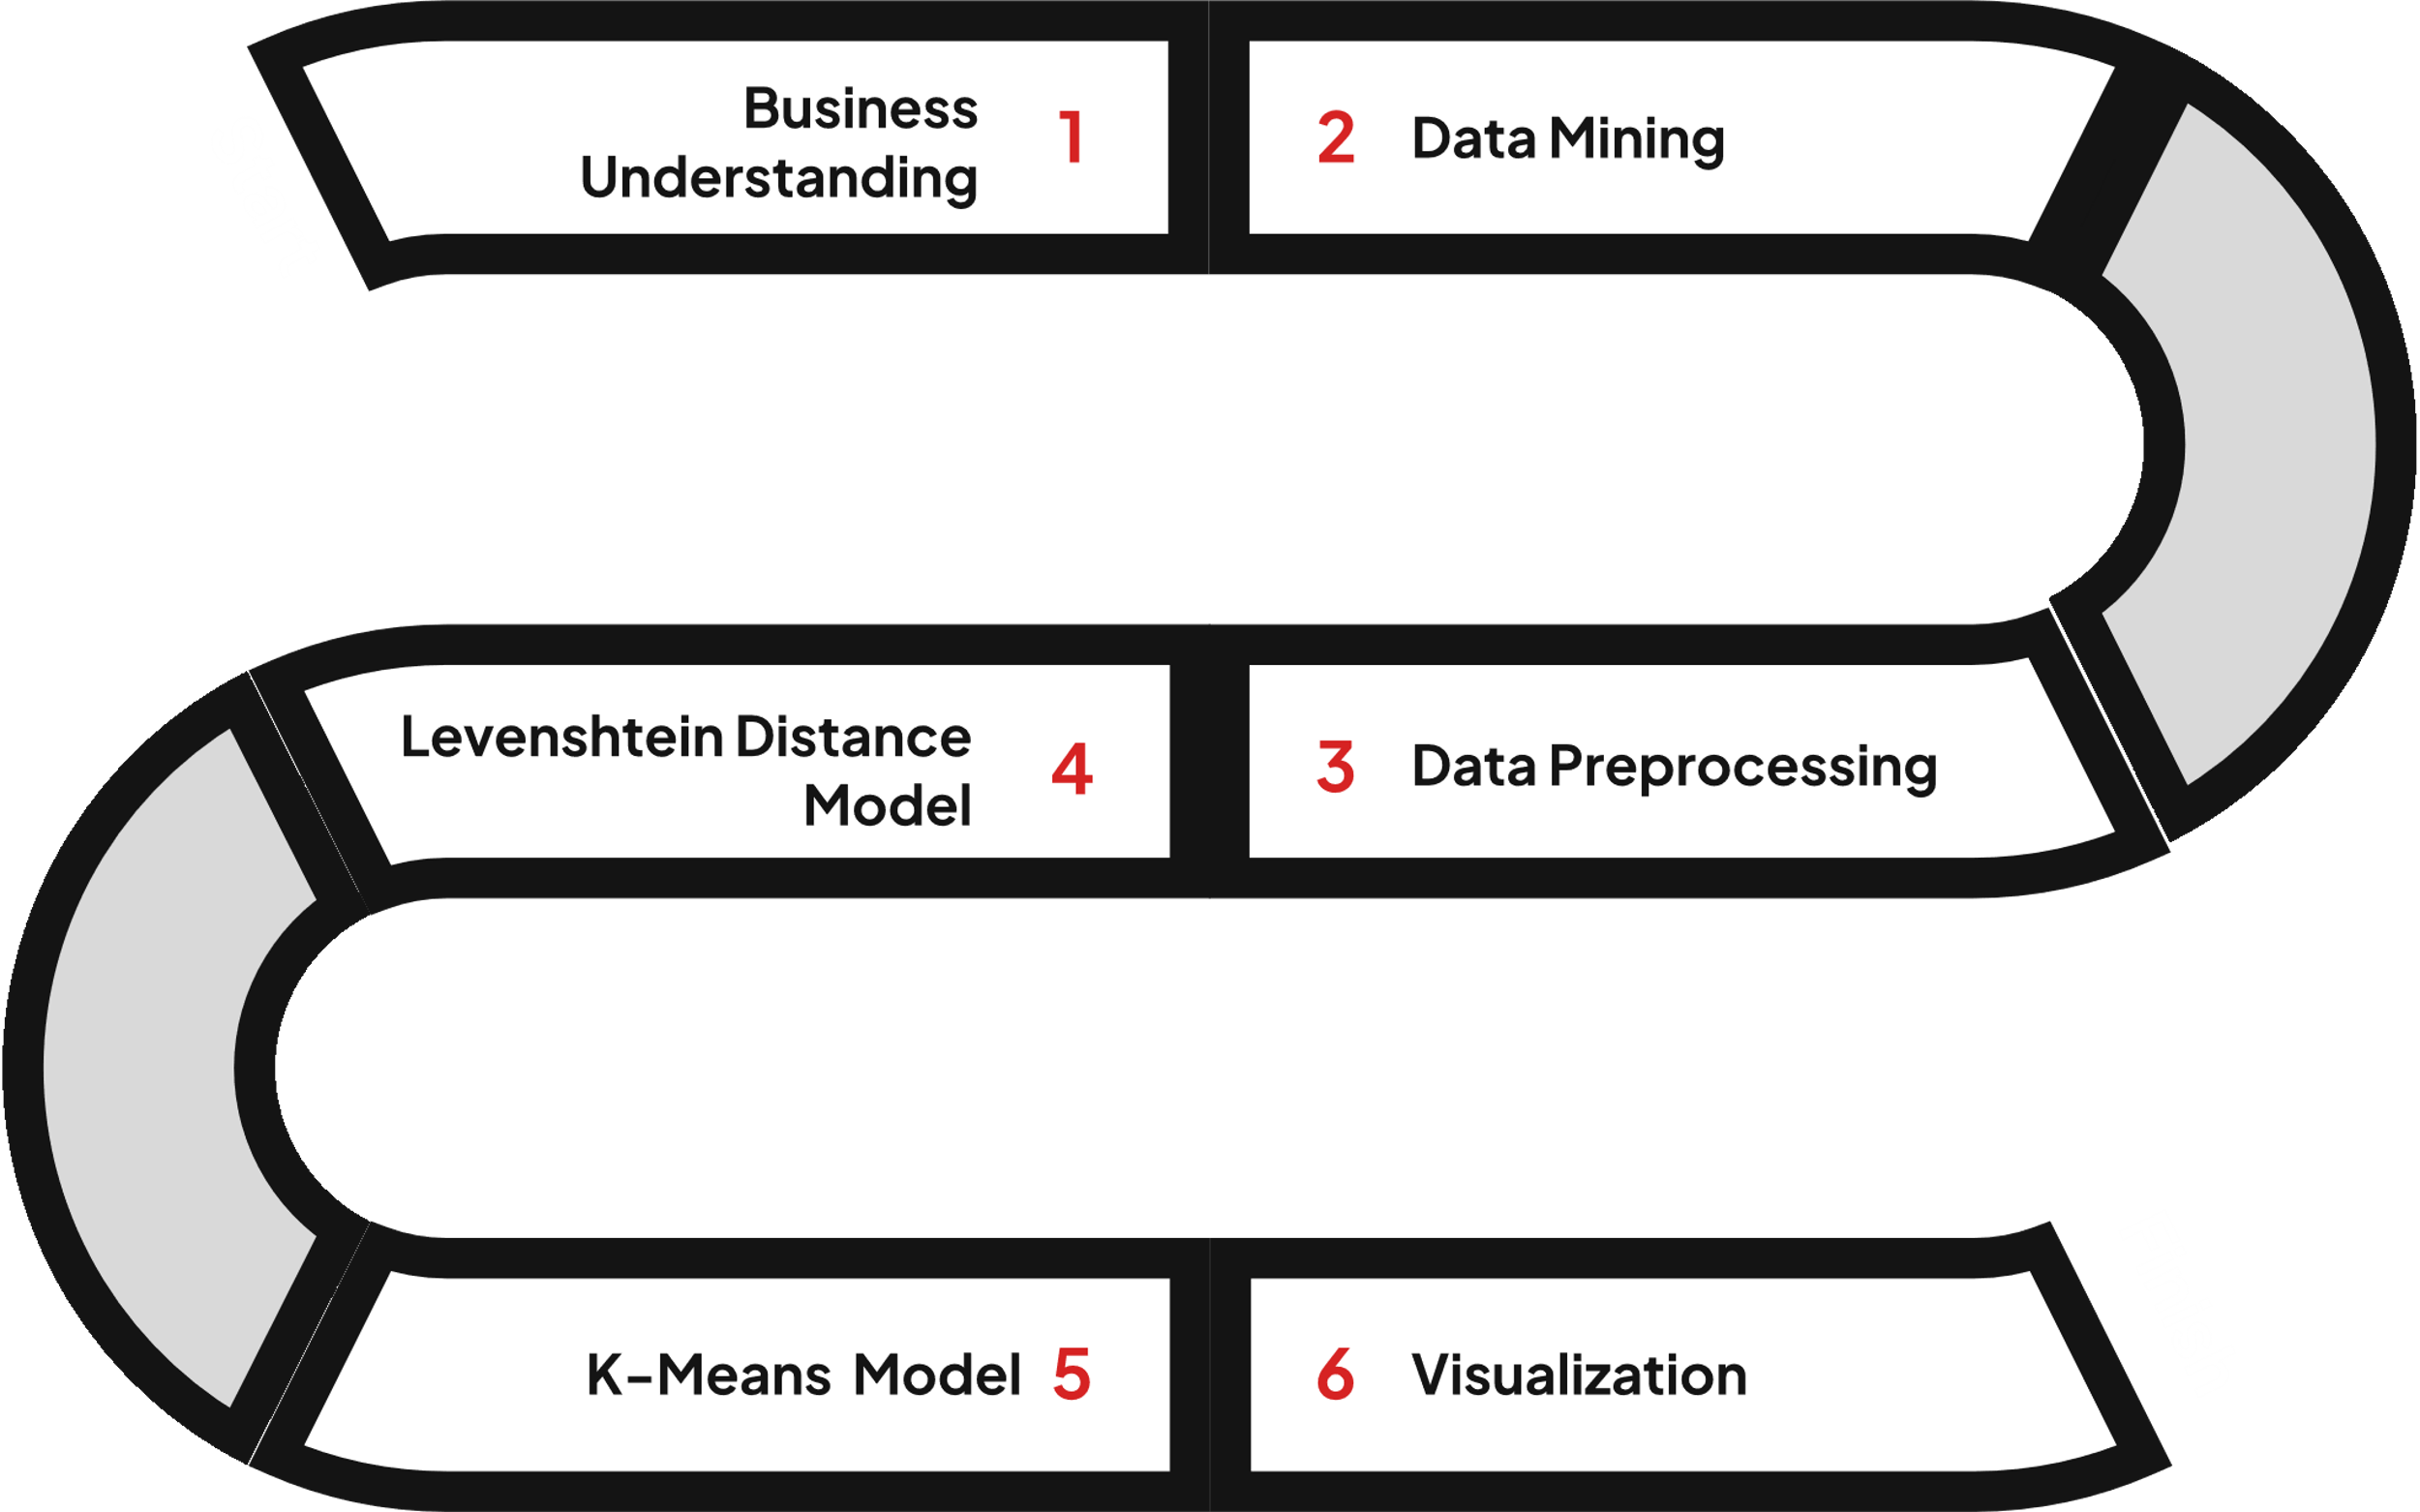 Business
Understanding
1
2
Data Mining
3
Data Preprocessing
Levenshtein Distance
Model
4
K-Means Model
5
6
Visualization